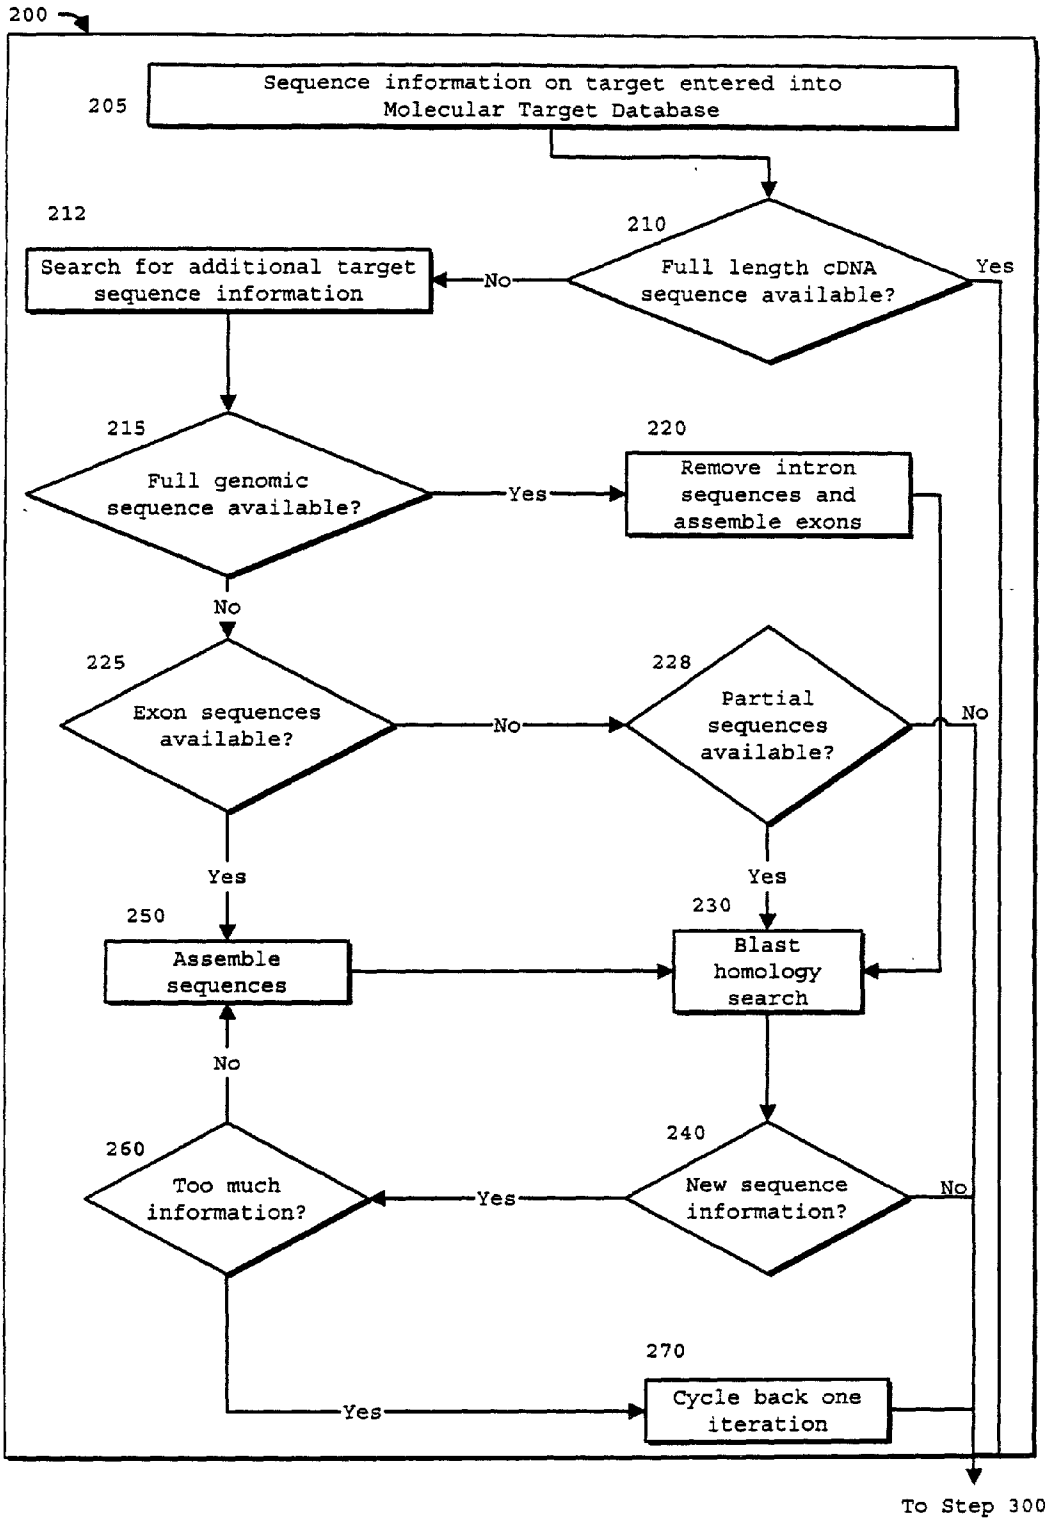 200
Sequence information on target entered into
Molecular Target Database
205
212
210
Search for additional target
sequence information
No
Full length cDNA
sequence available?
Yes
215
220
Full genomic
sequence available?
Yes
Remove intron
sequences and
assemble exons
No
225
228
Exon sequences
available?
No
Partial
sequences
available?
No
Yes
Yes
250
230
Assemble
sequences
Blast
homology
search
No
260
240
Too much
information?
Yes
New sequence
information?
No
270
Yes
Cycle back one
iteration
To Step 300